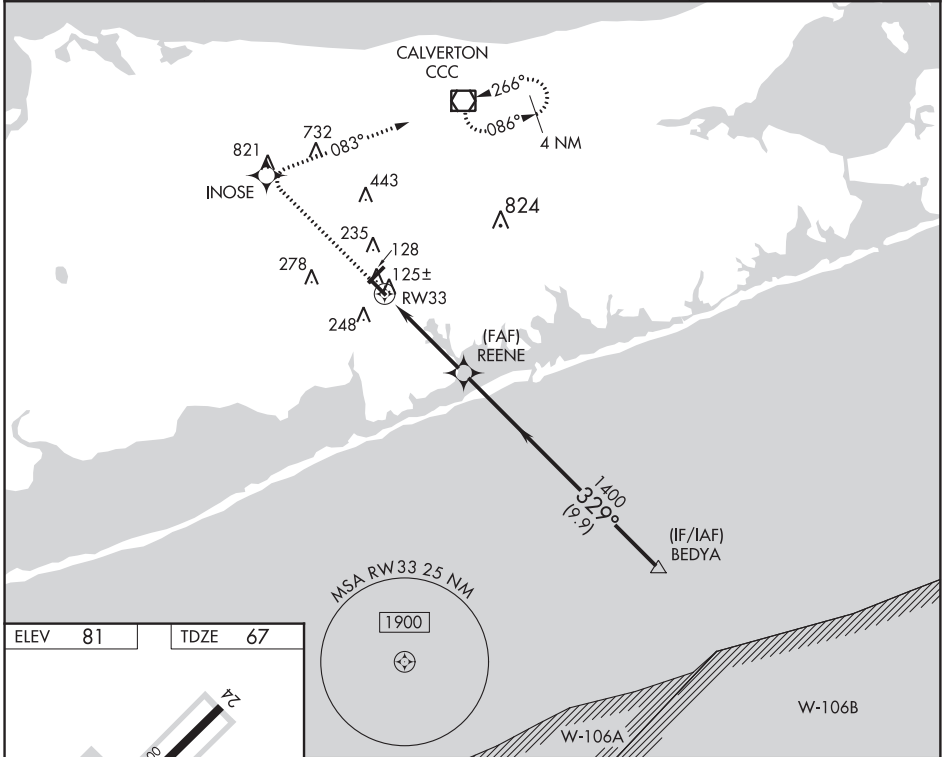 CALVERTON
CCC
266°
086°
4 NM
732
083°
821
INOSE
443
824
235
128
278
125±
RW33
248
(FAF)
REENE
1400
329°
(9.9)
(IF/IAF)
BEDYA
MSA RW33 25 NM
1900
ELEV 81
TDZE 67
24
W-106B
W-106A